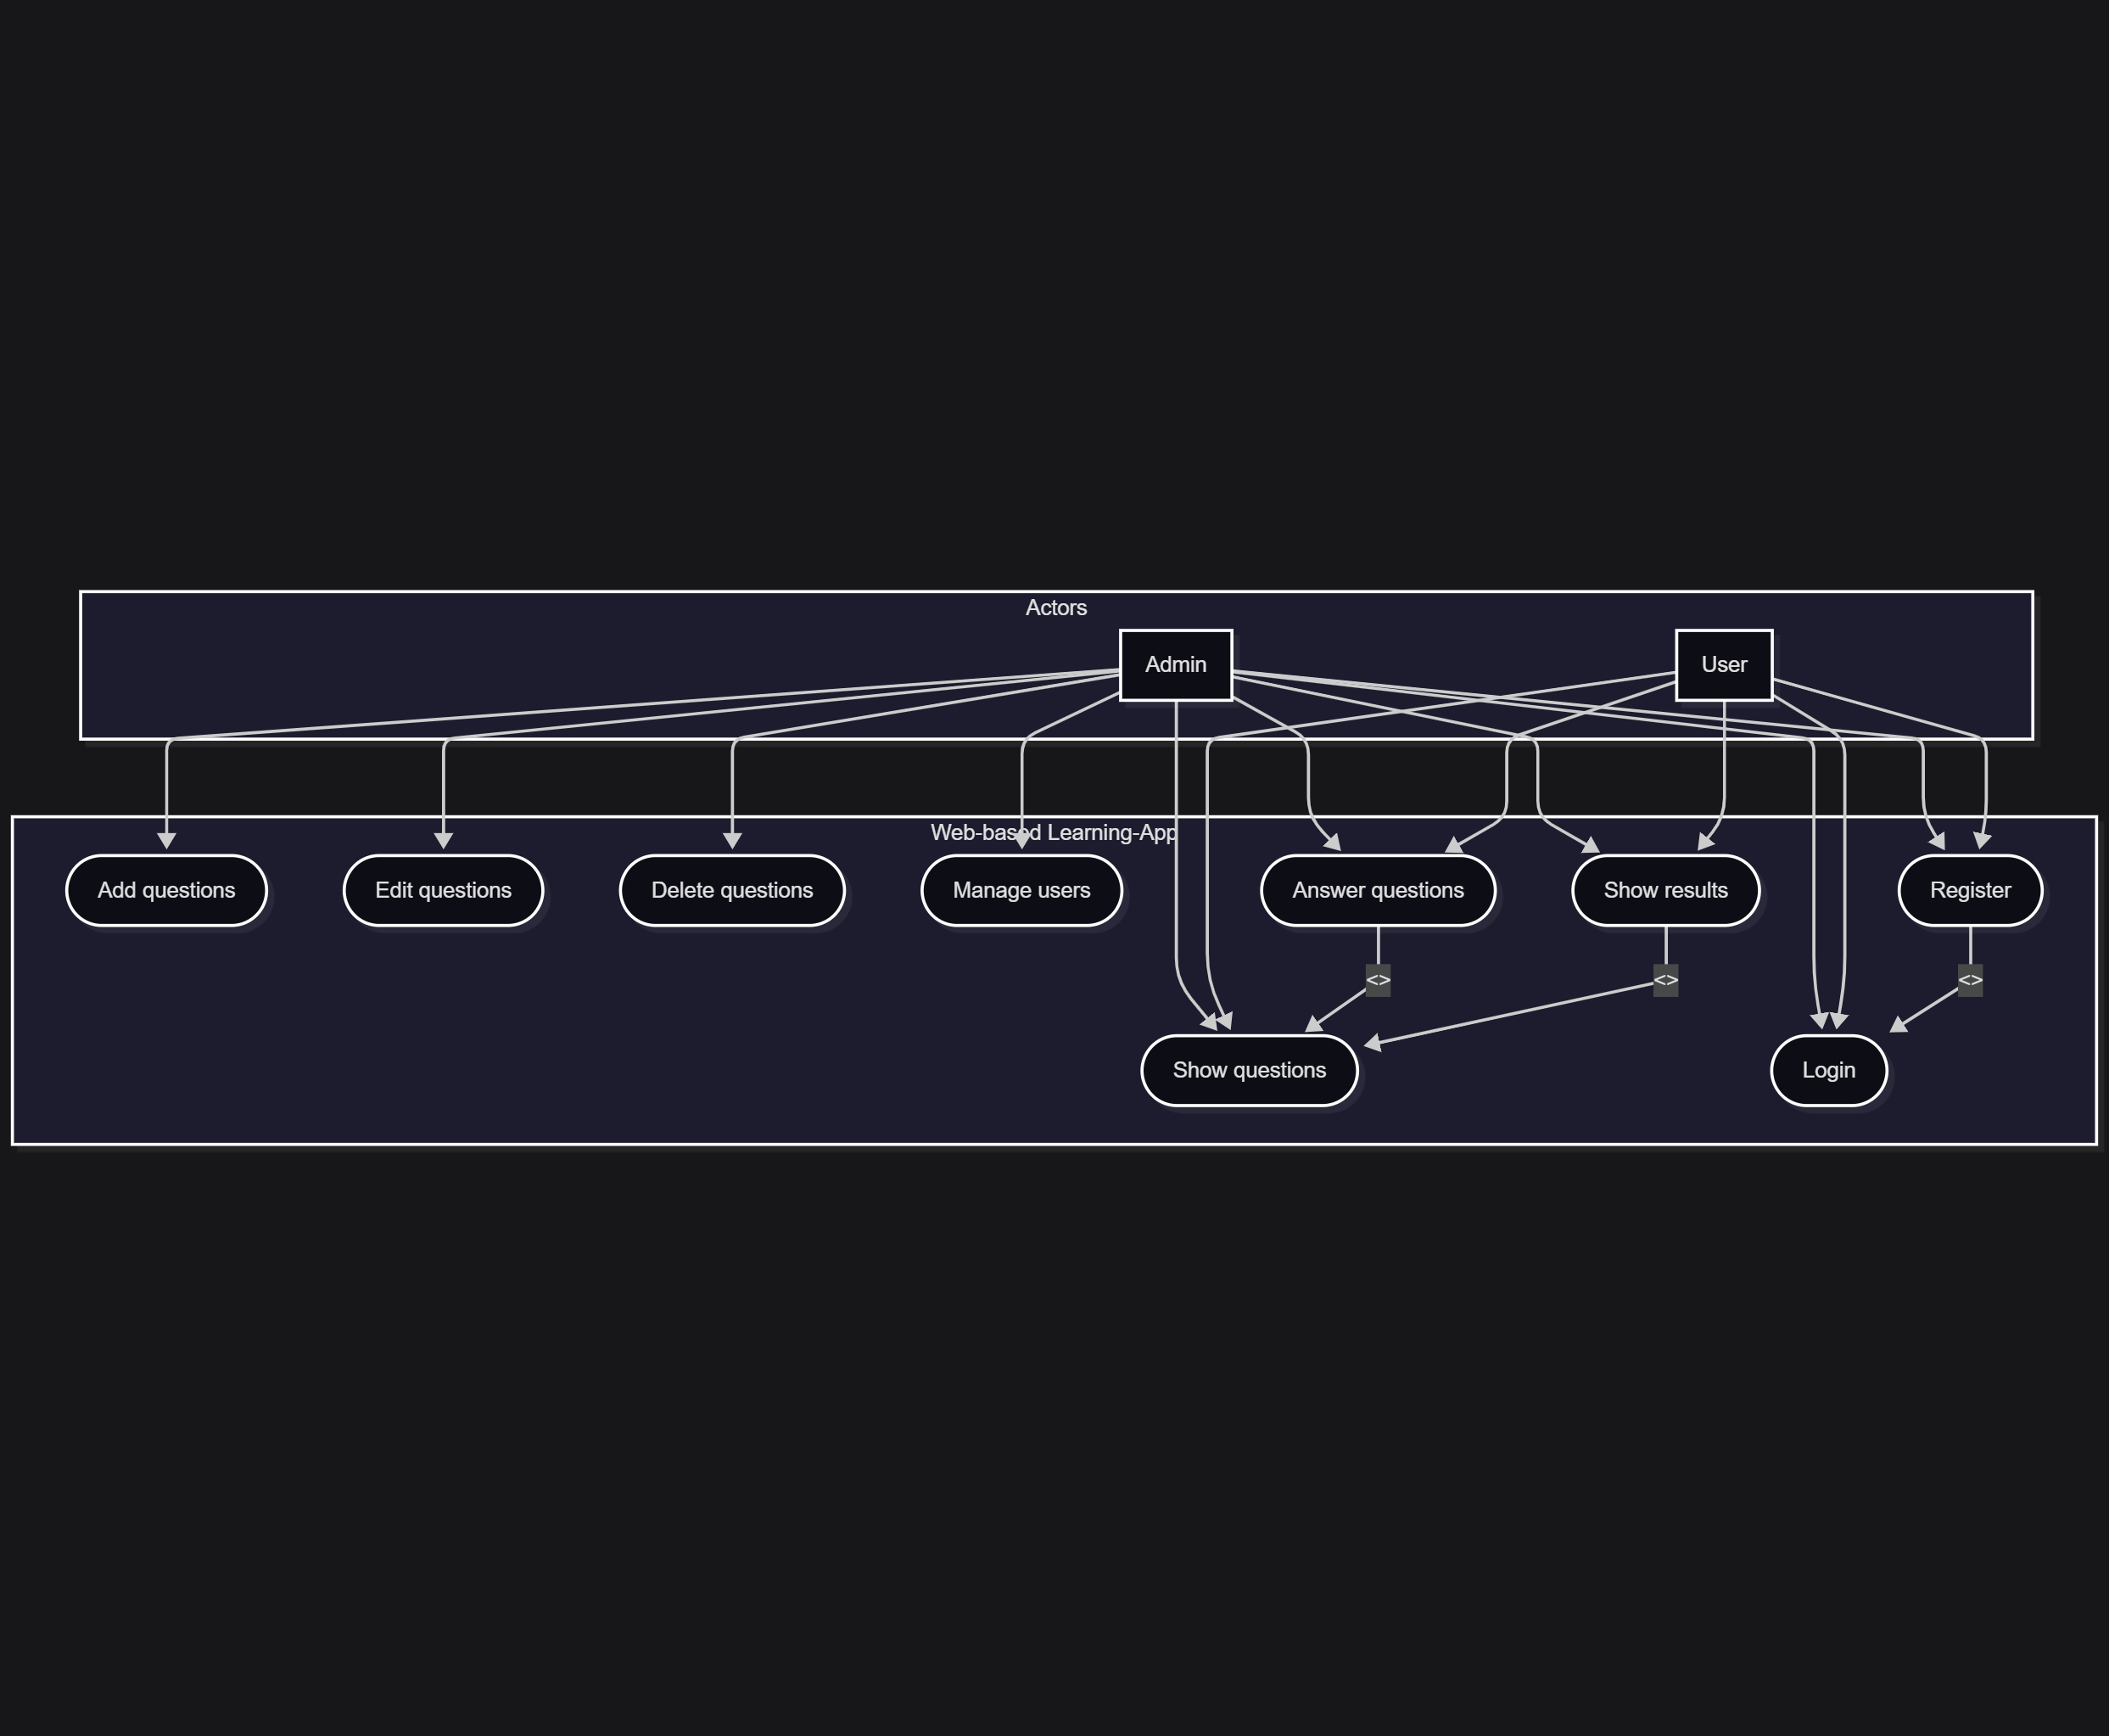 Actors
Admin
User
Web-based Learning-App
Add questions
Edit questions
Delete questions
Manage users
Answer questions
Show results
Register
<>
<>
<>
Show questions
Login